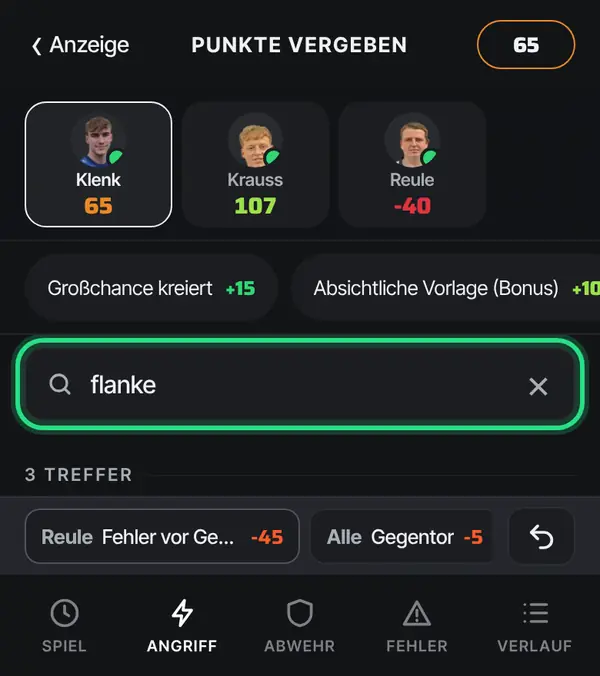 Anzeige PUNKTE VERGEBEN 65
Klenk Krauss Reule
65 107 -40
Großchance kreiert +15 Absichtliche Vorlage (Bonus) +10
flanke
3 TREFFER
Reule Fehler vor Ge... -45 Alle Gegentor -5
SPIEL ANGRIFF ABWEHR FEHLER VERLAUF